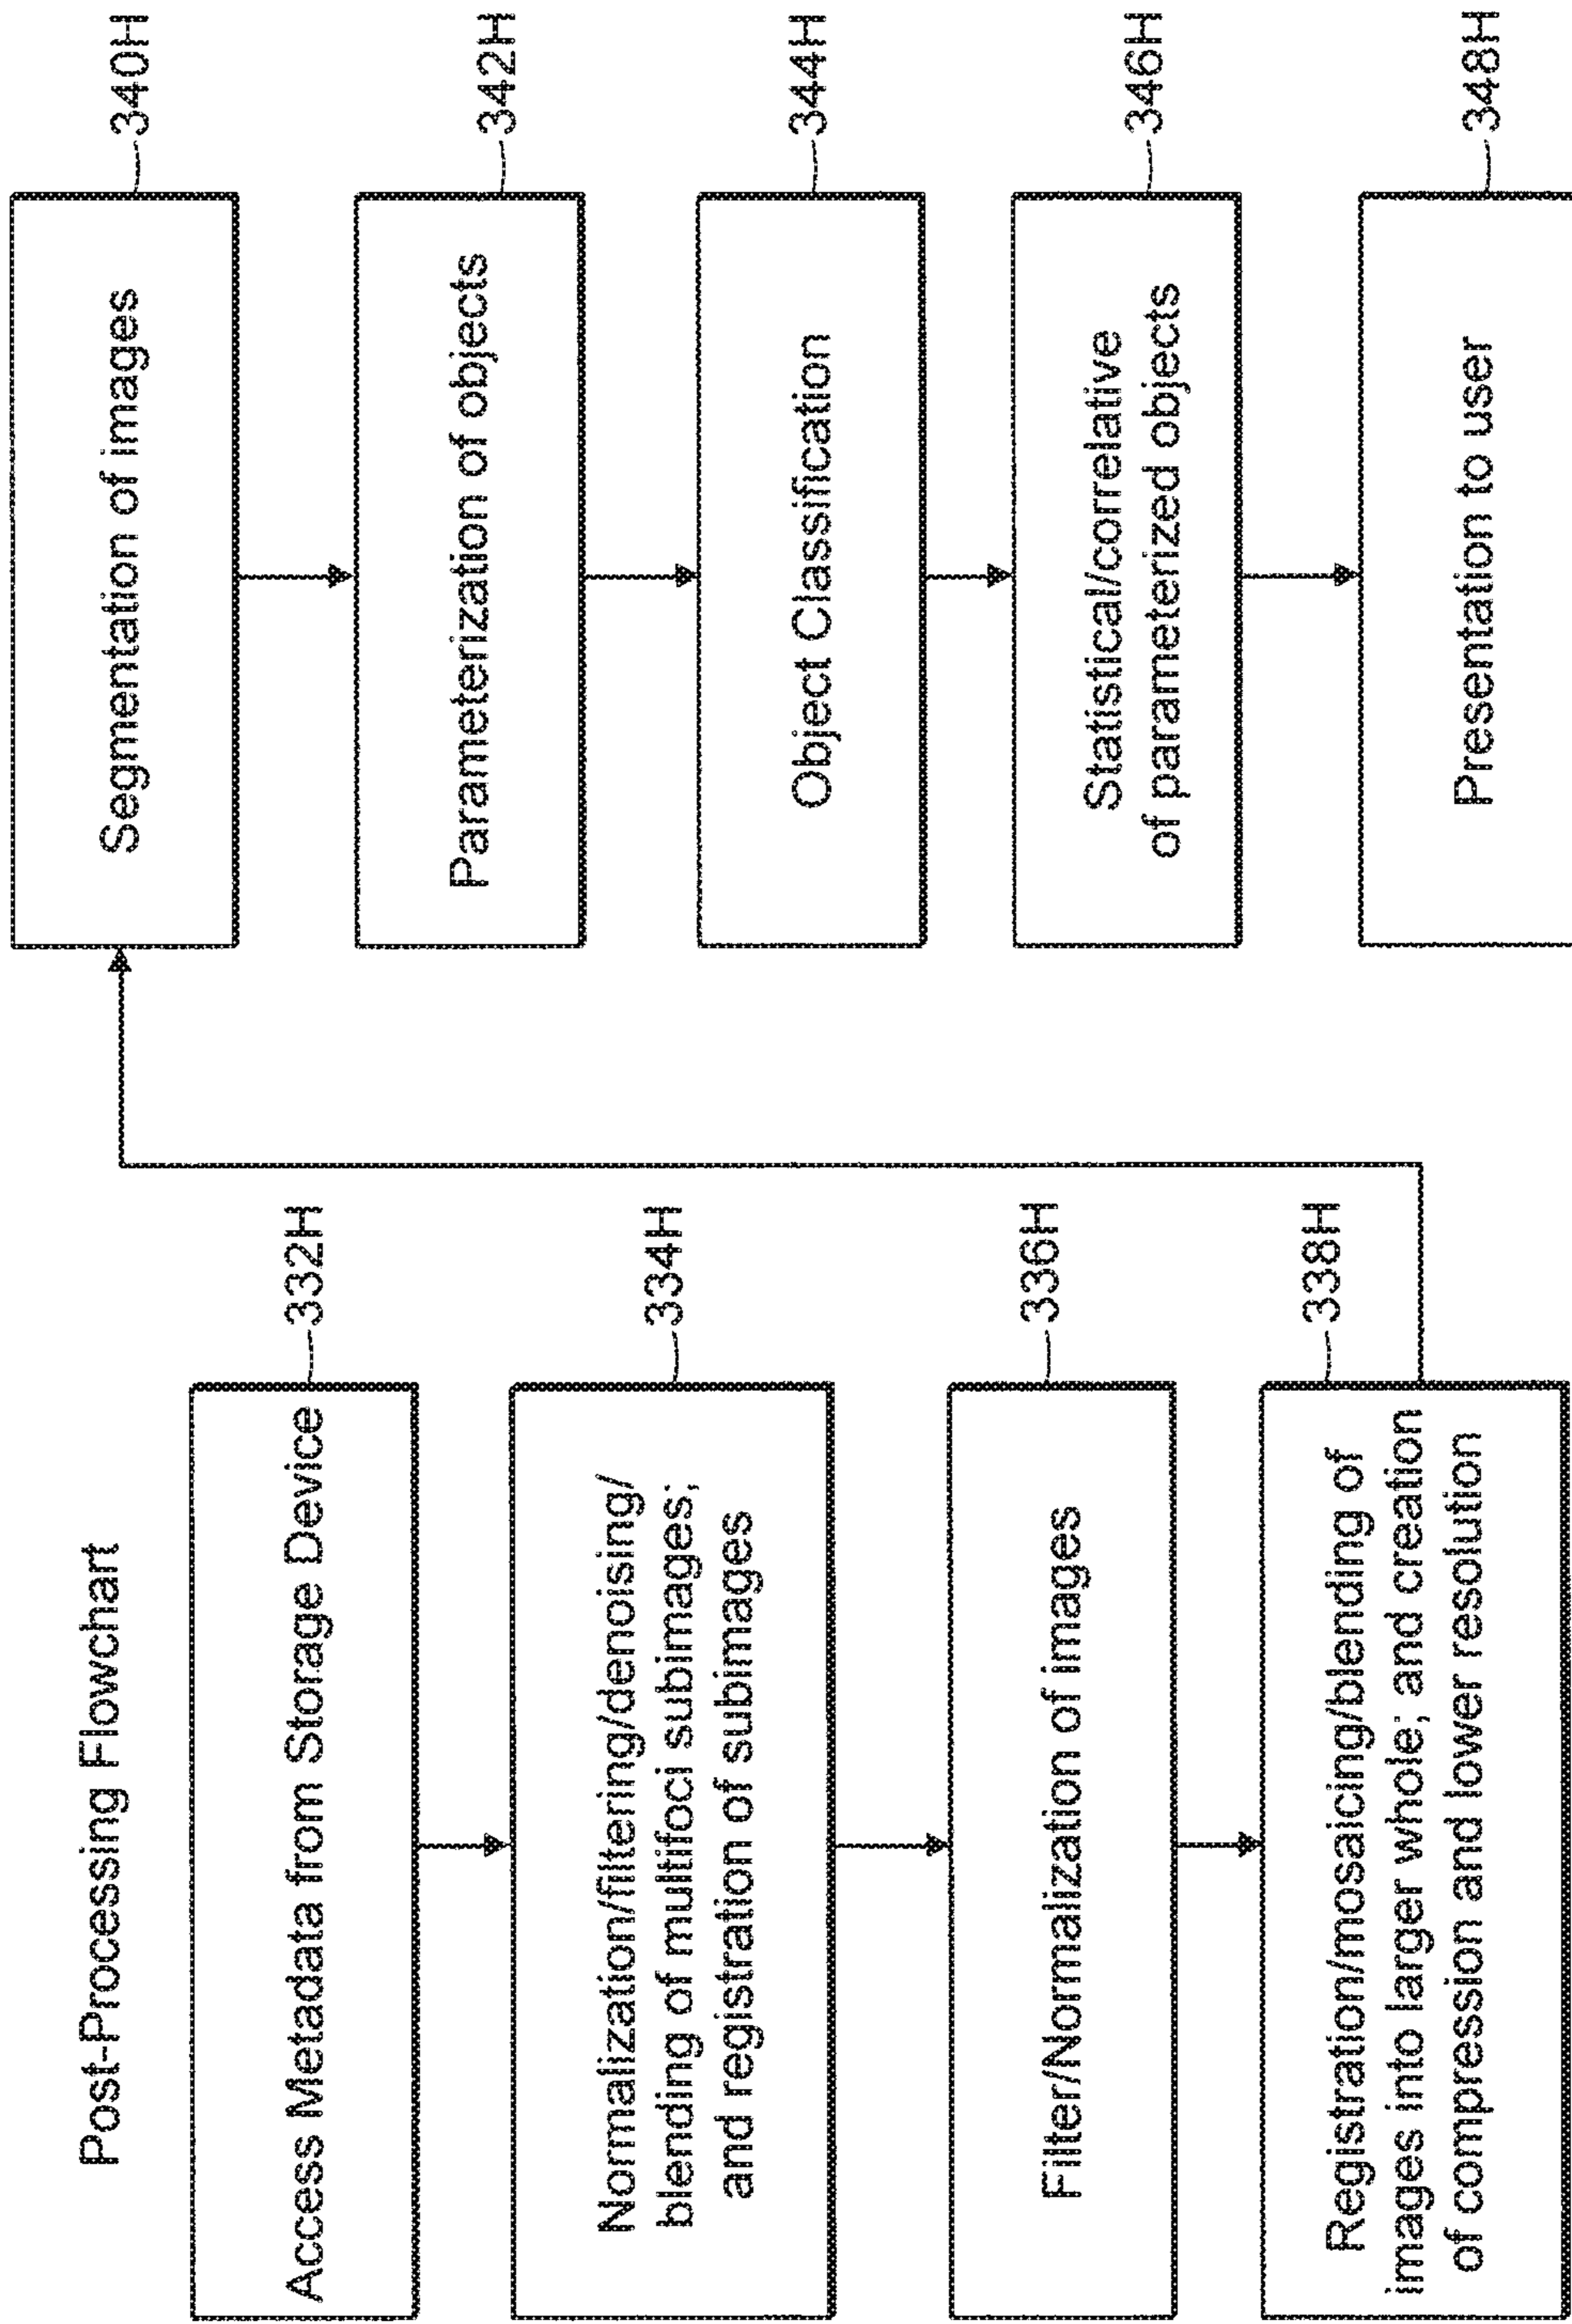 Post-Processing Flowchart
Access Metadata from Storage Device
332H
Normalization/filtering/denoising/
blending of multifoci subimages;
and registration of subimages
334H
Filter/Normalization of images
336H
Registration/mosaicing/blending of
images into larger whole; and creation
of compression and lower resolution
338H
Segmentation of images
340H
Parameterization of objects
342H
Object Classification
344H
Statistical/correlative
of parameterized objects
346H
Presentation to user
348H